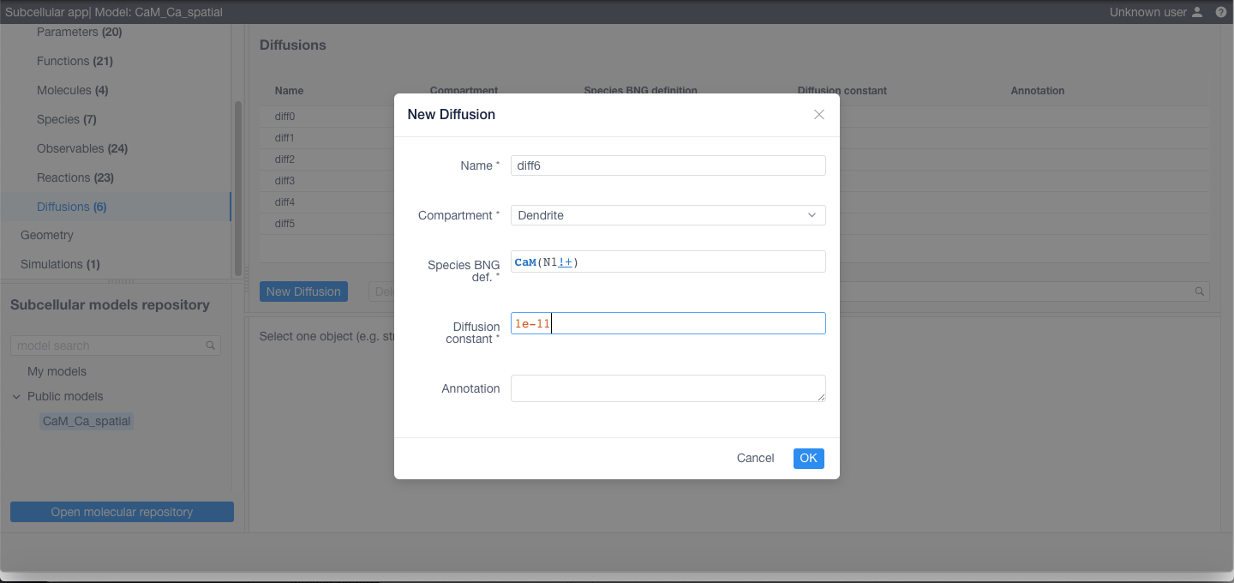 Subcellular app| Model: CaM_Ca_spatial
Unknown user
Parameters (20)
Functions (21)
Molecules (4)
Species (7)
Observables (24)
Reactions (23)
Diffusions (6)
Geometry
Simulations (1)
Subcellular models repository
model search
My models
Public models
CaM_Ca_spatial
Open molecular repository
Diffusions
Name Compartment Species BNG definition Diffusion constant Annotation
diff0
diff1
diff2
diff3
diff4
diff5
New Diffusion
Select one object (e.g.
New Diffusion
Name * diff6
Compartment * Dendrite
Species BNG def. * CaM(N1!+)
Diffusion constant * 1e-11
Annotation
Cancel OK